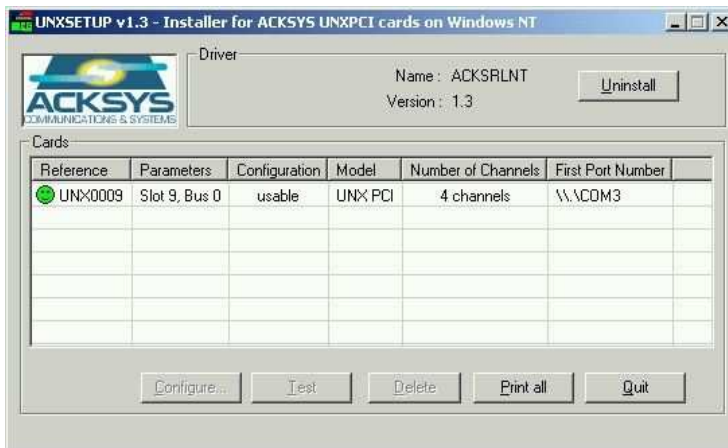 UNXSETUP v1.3 - Installer for ACKSYS UNXPCI cards on Windows NT
Driver
Name : ACKSRLNT
Version : 1.3
Uninstall
ACKSYS
COMMUNICATIONS & SYSTEMS
Cards
Reference Parameters Configuration Model Number of Channels First Port Number
UNX0009 Slot 9, Bus 0 usable UNX PCI 4 channels \\.\COM3
Configure... Test Delete Print all Quit